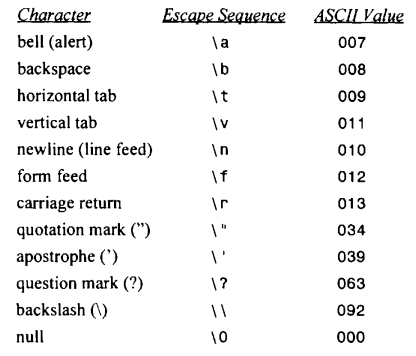 Character Escape Sequence ASCII Value
bell (alert) \a 007
backspace \b 008
horizontal tab \t 009
vertical tab \v 011
newline (line feed) \n 010
form feed \f 012
carriage return \r 013
quotation mark (") \" 034
apostrophe (') \' 039
question mark (?) \? 063
backslash (\) \\ 092
null \0 000